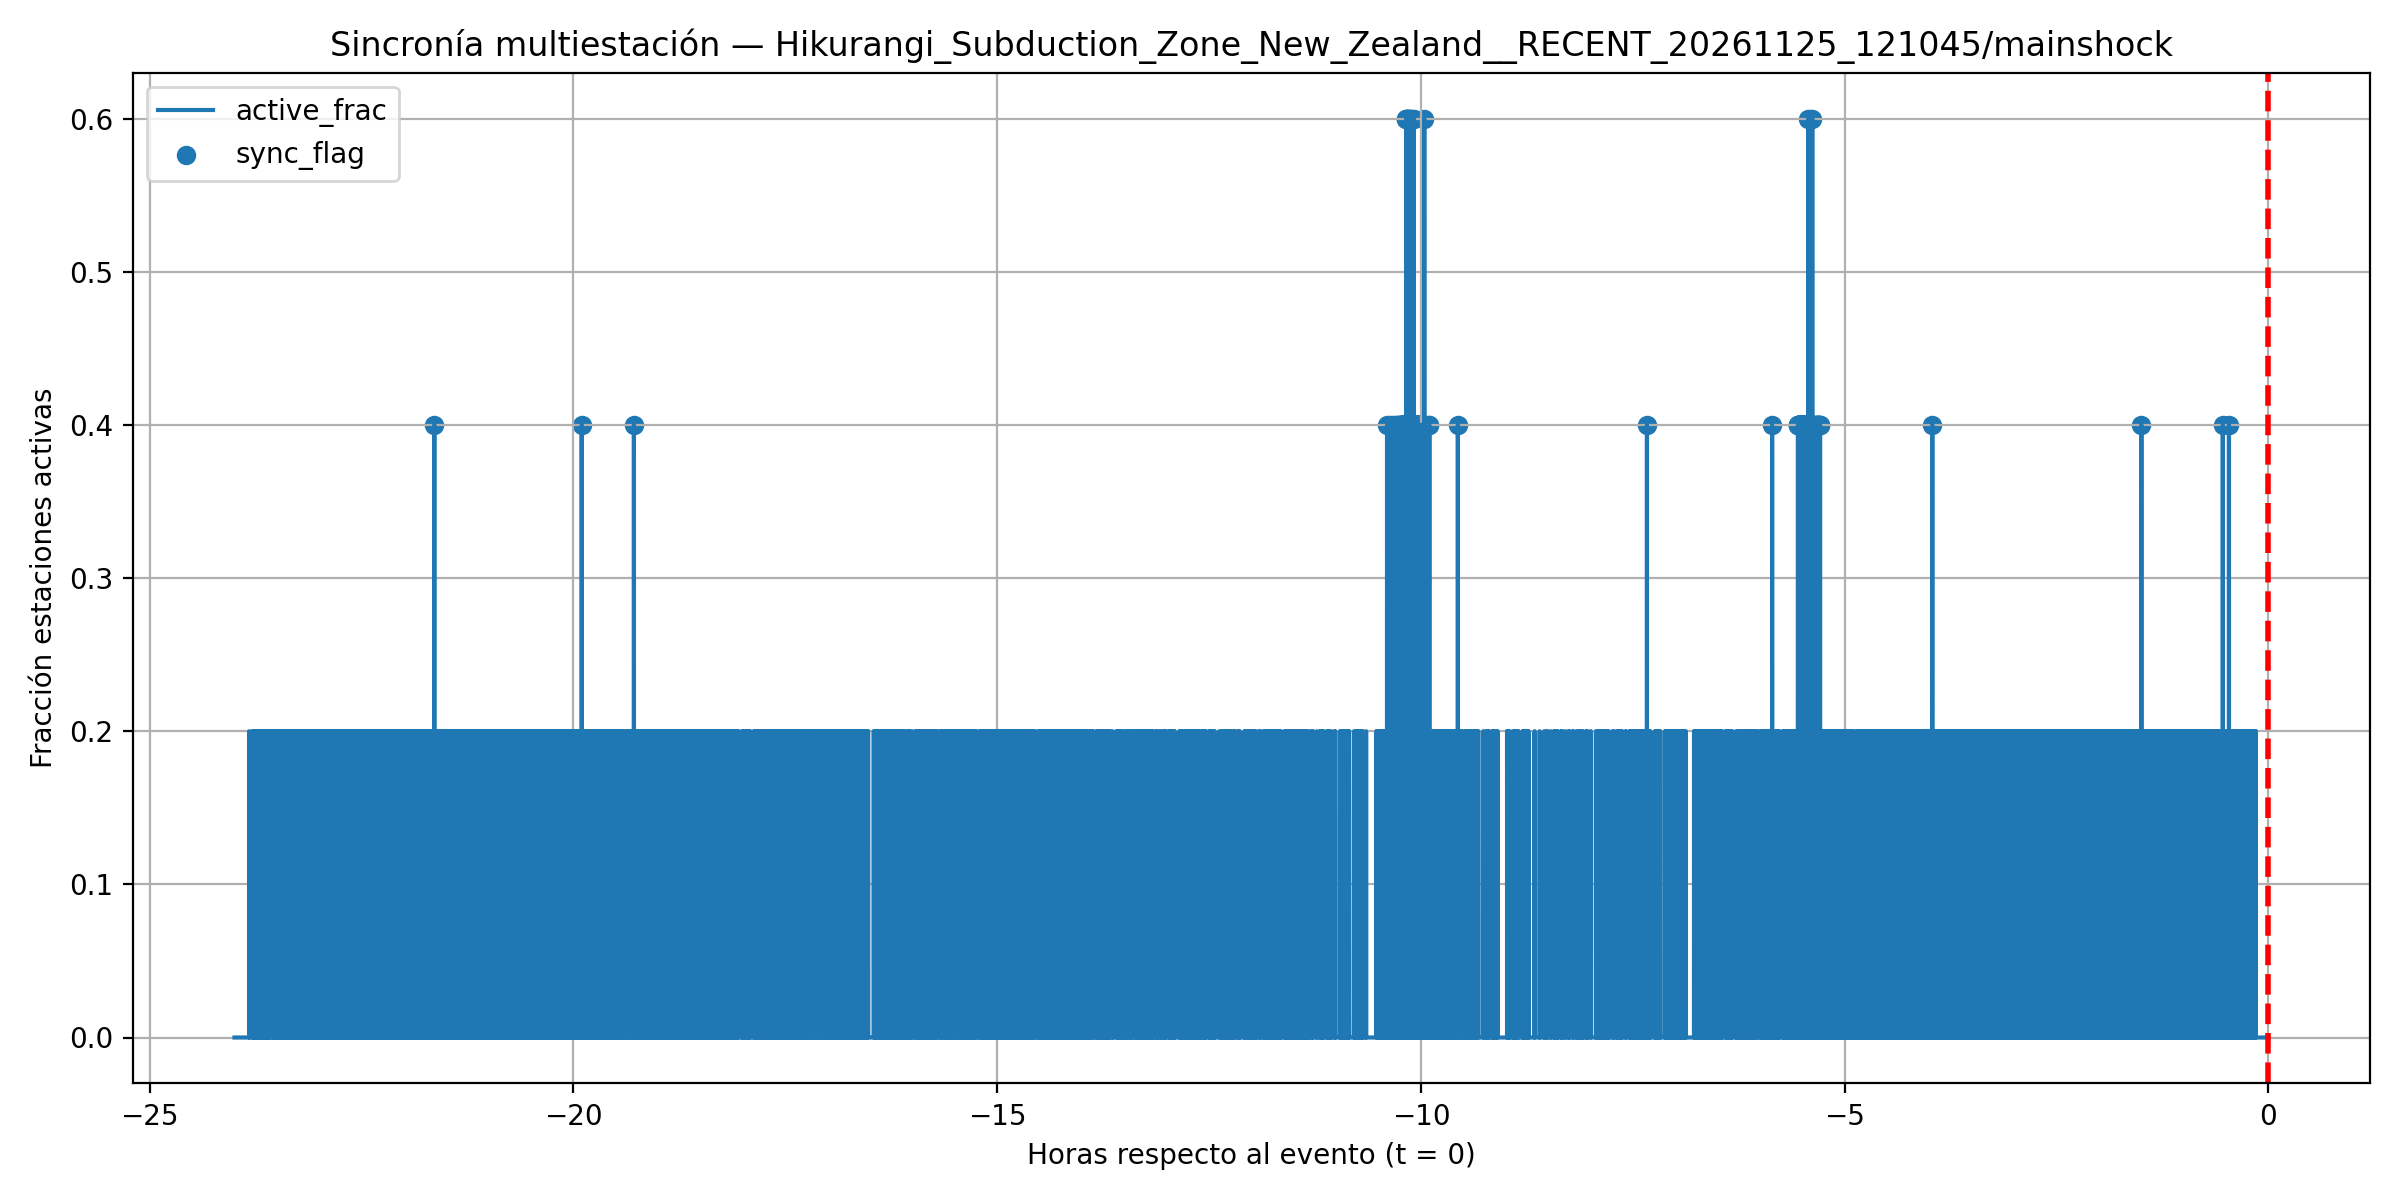 Sincronía multiestación — Hikurangi_Subduction_Zone_New_Zealand__RECENT_20261125_121045/mainshock
active_frac
sync_flag
Fracción estaciones activas
0.6
0.5
0.4
0.3
0.2
0.1
0.0
−25 −20 −15 −10 −5 0
Horas respecto al evento (t = 0)